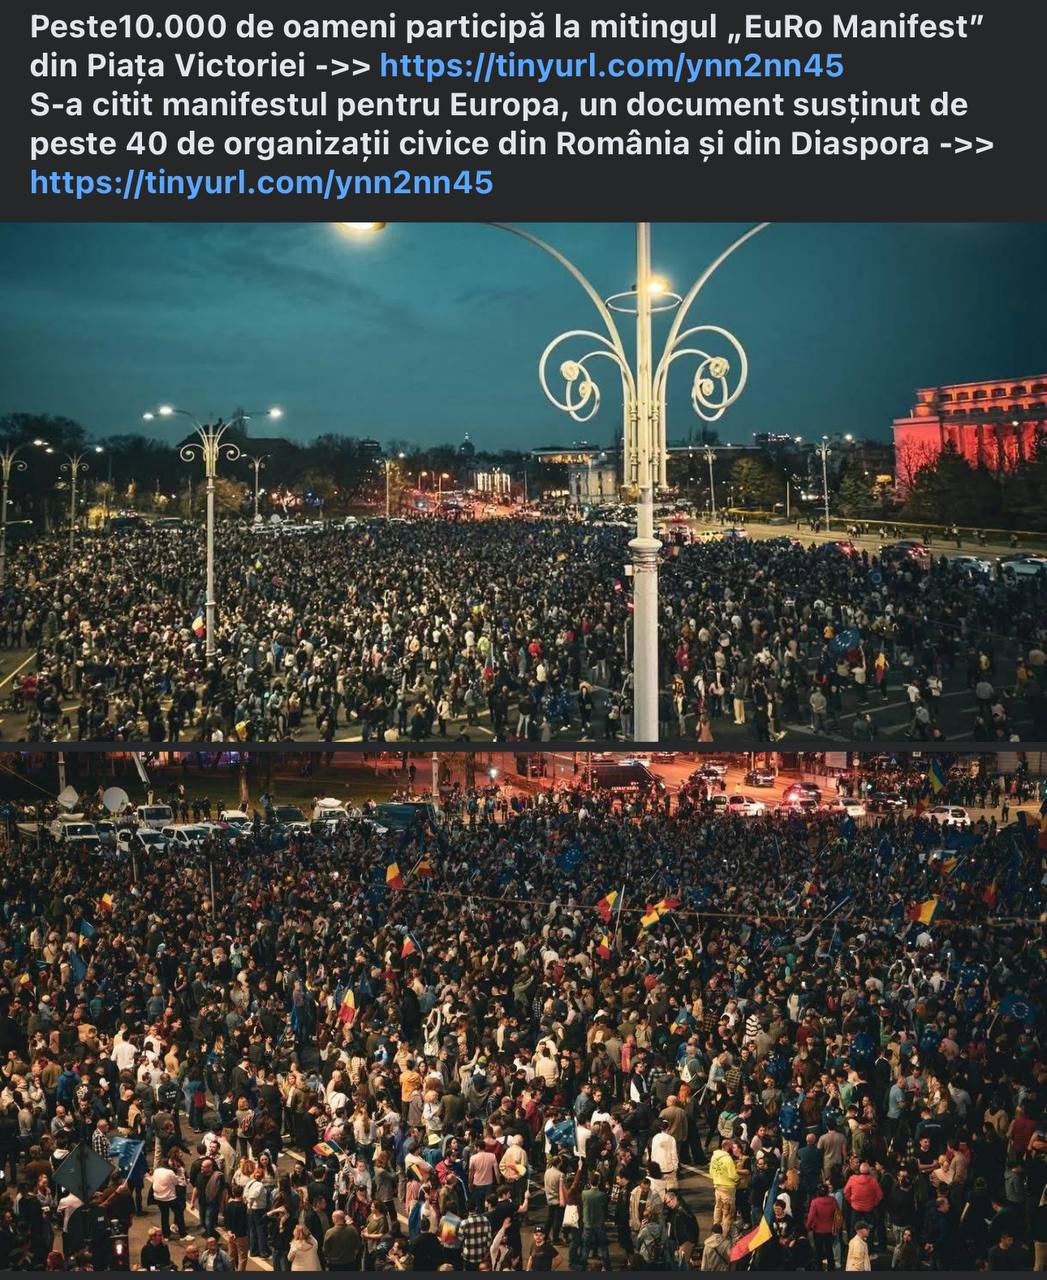 Peste10.000 de oameni participă la mitingul „EuRo Manifest”
din Piața Victoriei ->> https://tinyurl.com/ynn2nn45
S-a citit manifestul pentru Europa, un document susținut de
peste 40 de organizații civice din România și din Diaspora ->>
https://tinyurl.com/ynn2nn45